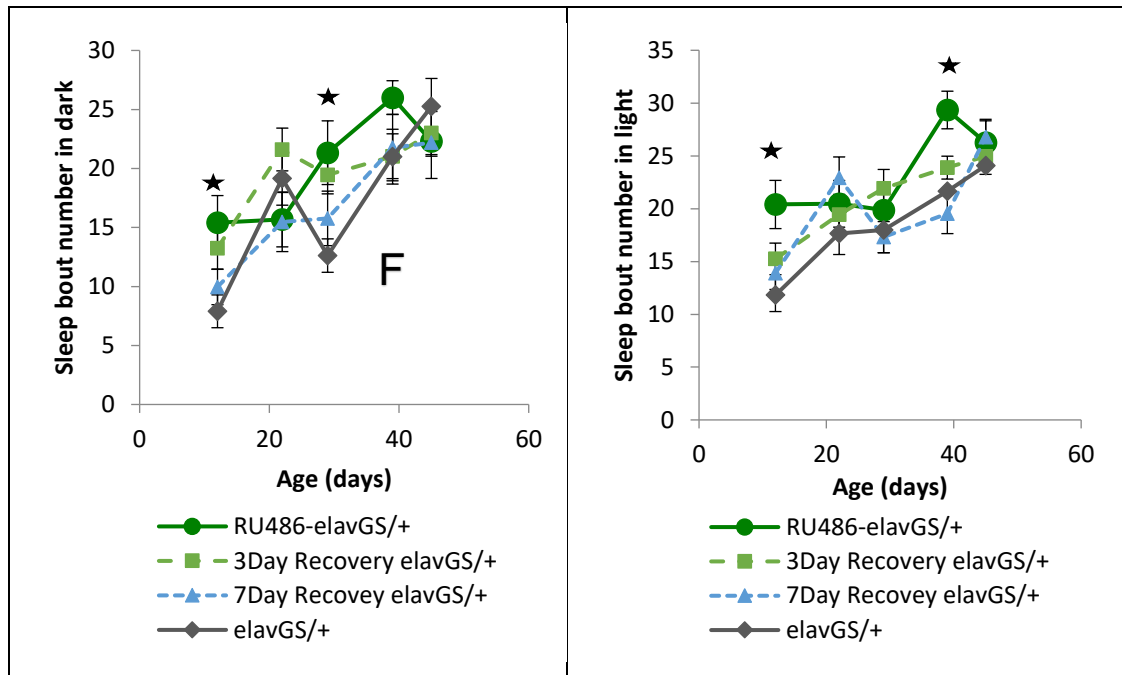 Sleep bout number in dark
30
25
20
15
10
5
0
F
0 20 40 60
Age (days)
RU486-elavGS/+
3Day Recovery elavGS/+
7Day Recovey elavGS/+
elavGS/+
Sleep bout number in light
35
30
25
20
15
10
5
0
0 20 40 60
Age (days)
RU486-elavGS/+
3Day Recovery elavGS/+
7Day Recovey elavGS/+
elavGS/+